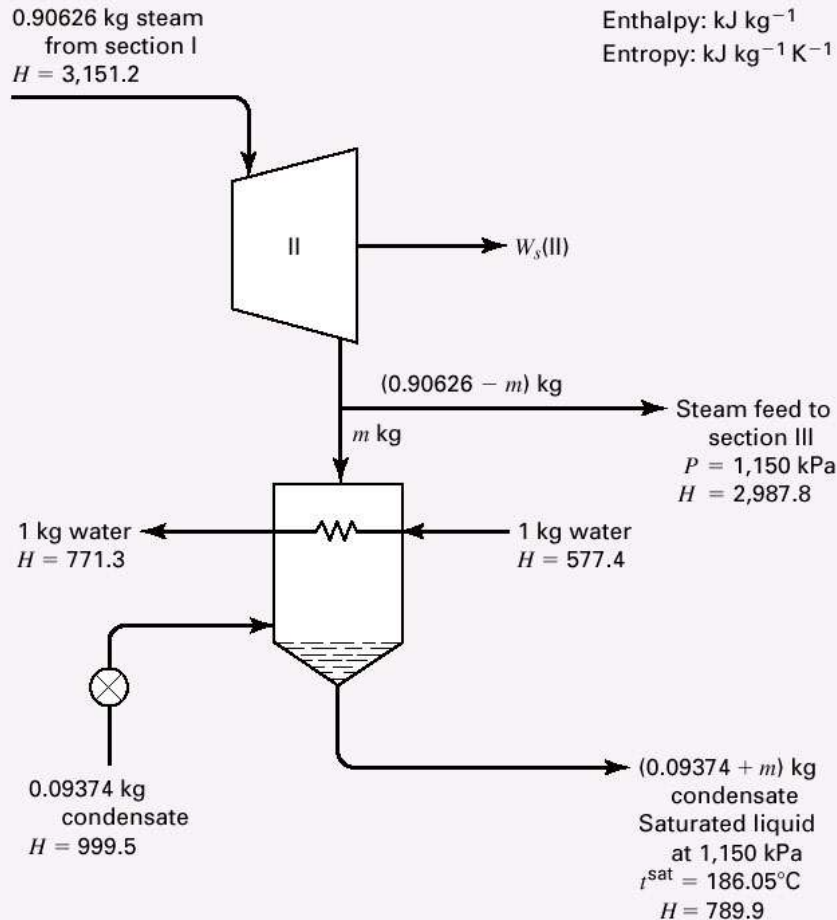 0.90626 kg steam
from section I
H = 3,151.2
Enthalpy: kJ kg⁻¹
Entropy: kJ kg⁻¹ K⁻¹
II
Wₛ(II)
(0.90626 − m) kg
m kg
Steam feed to
section III
P = 1,150 kPa
H = 2,987.8
1 kg water
H = 771.3
1 kg water
H = 577.4
0.09374 kg
condensate
H = 999.5
(0.09374 + m) kg
condensate
Saturated liquid
at 1,150 kPa
tˢᵃᵗ = 186.05°C
H = 789.9